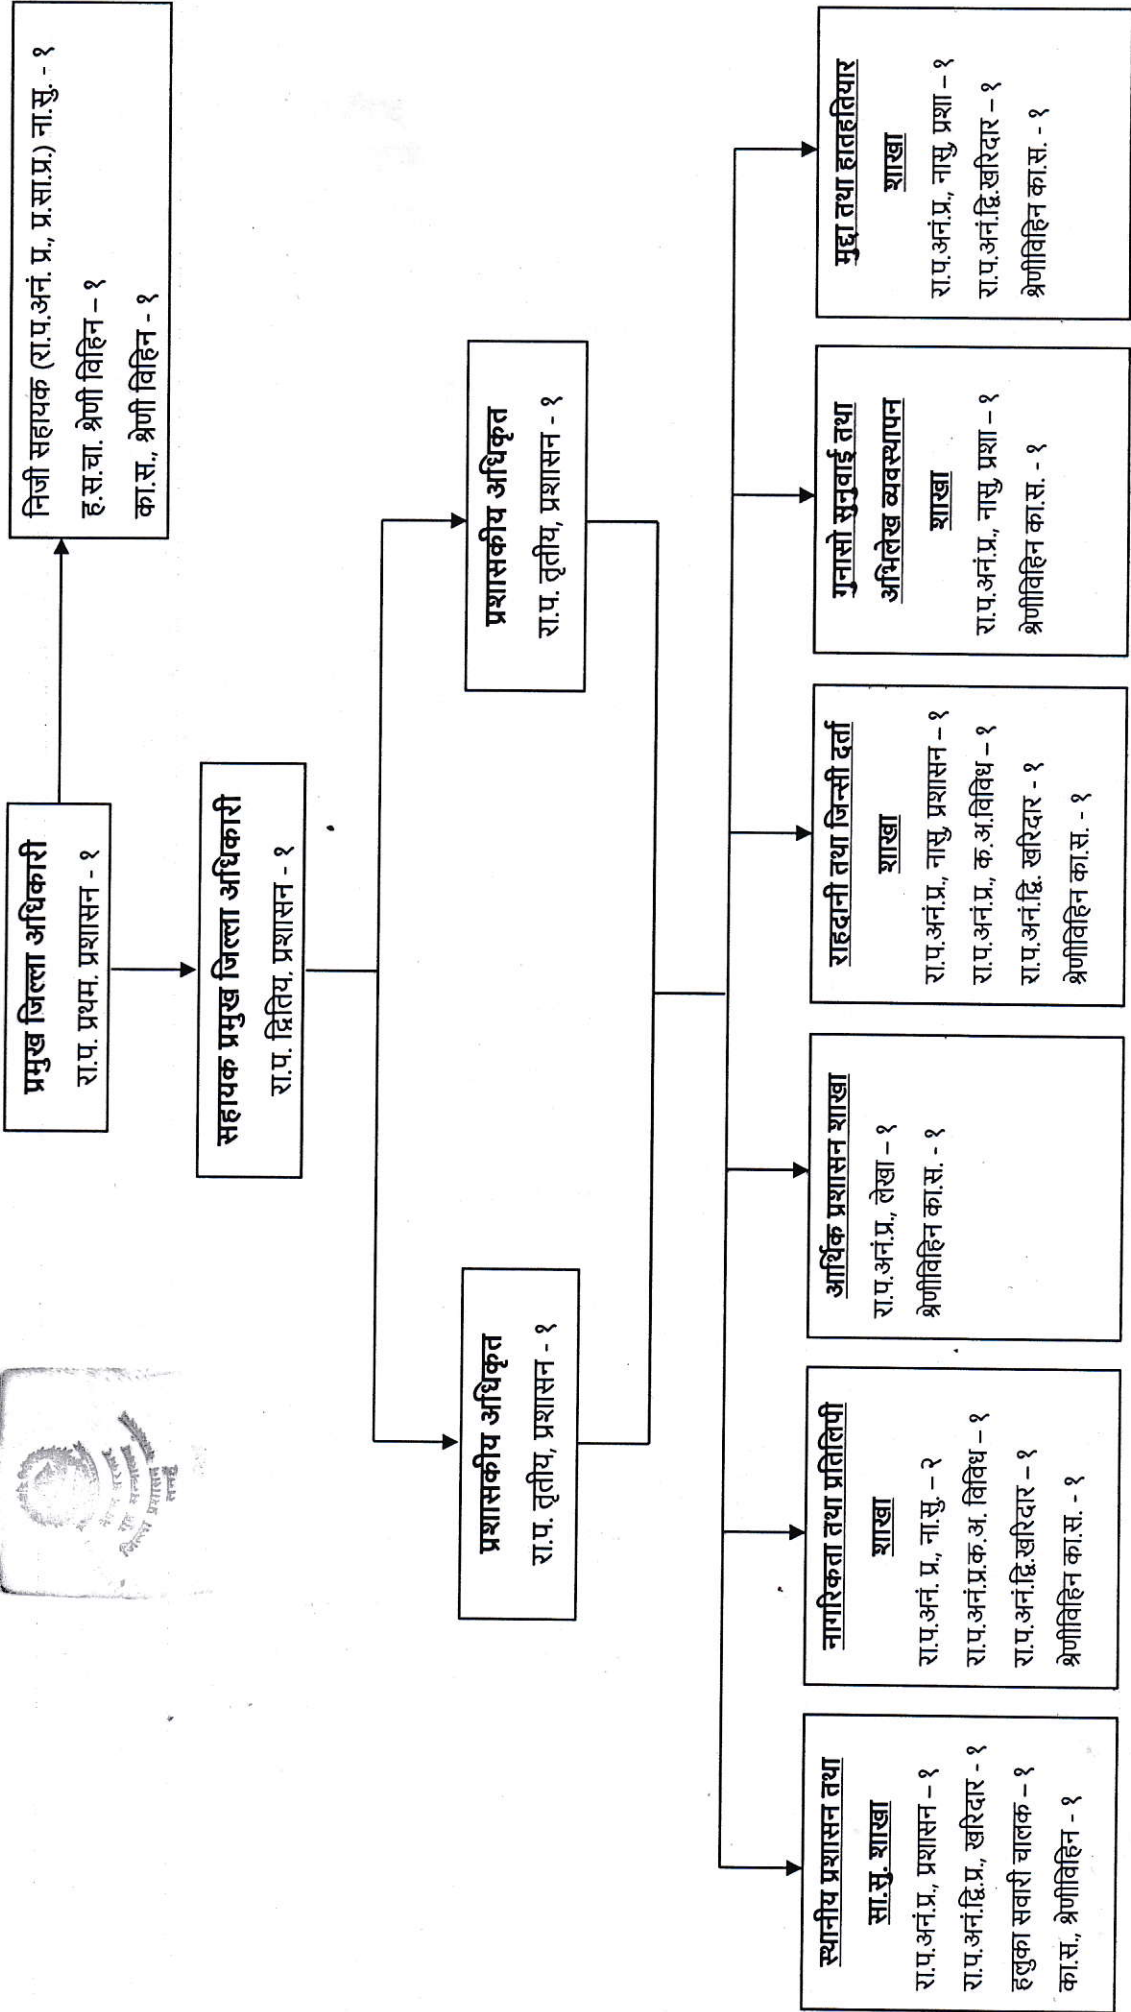 प्रमुख जिल्ला अधिकारी
रा.प. प्रथम. प्रशासन - १
निजी सहायक (रा.प.अनं. प्र., प्र.सा.प्र.) ना.सु. - १
ह.स.चा. श्रेणी विहिन – १
का.स., श्रेणी विहिन - १
सहायक प्रमुख जिल्ला अधिकारी
रा.प. द्वितिय. प्रशासन - १
प्रशासकीय अधिकृत
रा.प. तृतीय, प्रशासन - १
प्रशासकीय अधिकृत
रा.प. तृतीय, प्रशासन - १
स्थानीय प्रशासन तथा
सा.सु. शाखा
रा.प.अनं.प्र., प्रशासन – १
रा.प.अनं.द्वि.प्र., खरिदार - १
हलुका सवारी चालक – १
का.स., श्रेणीविहिन - १
नागरिकता तथा प्रतिलिपी
शाखा
रा.प.अनं. प्र., ना.सु. – २
रा.प.अनं.प्र.क.अ. विविध – १
रा.प.अनं.द्वि.खरिदार – १
श्रेणीविहिन का.स. - १
आर्थिक प्रशासन शाखा
रा.प.अनं.प्र., लेखा – १
श्रेणीविहिन का.स. - १
राहदानी तथा जिन्सी दर्ता
शाखा
रा.प.अनं.प्र., नासु, प्रशासन – १
रा.प.अनं.प्र., क.अ.विविध – १
रा.प.अनं.द्वि. खरिदार - १
श्रेणीविहिन का.स. - १
गुनासो सुनुवाई तथा
अभिलेख व्यवस्थापन
शाखा
रा.प.अनं.प्र., नासु, प्रशा – १
श्रेणीविहिन का.स. - १
मुद्दा तथा हातहतियार
शाखा
रा.प.अनं.प्र., नासु, प्रशा – १
रा.प.अनं.द्वि.खरिदार – १
श्रेणीविहिन का.स. - १